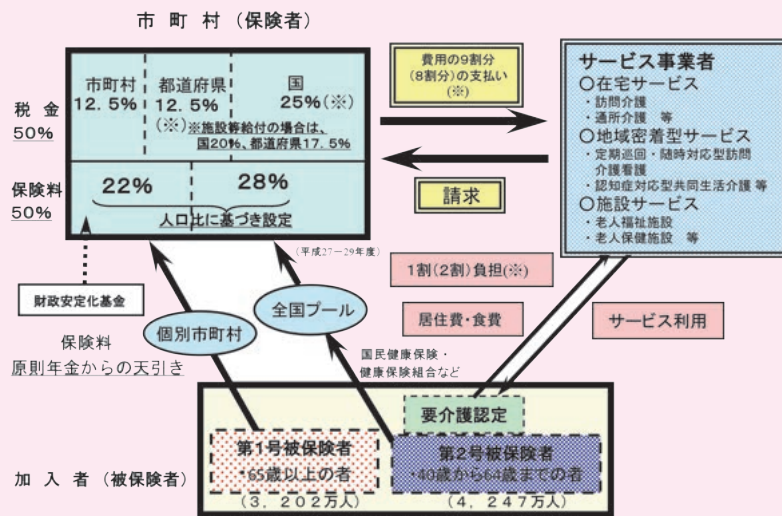 市 町 村 （保険者）
税 金
50%
市町村
12．5％
都道府県
12．5％
(※)
国
25％(※)
※施設等給付の場合は、
国20％、都道府県17．5％
保険料
50%
22%
28%
人口比に基づき設定
（平成27－29年度）
費用の9割分
（8割分）の支払い
(※)
請求
サービス事業者
○在宅サービス
・訪問介護
・通所介護　等
○地域密着型サービス
・定期巡回・随時対応型訪問
介護看護
・認知症対応型共同生活介護 等
○施設サービス
・老人福祉施設
・老人保健施設　等
財政安定化基金
保険料
原則年金からの天引き
個別市町村
全国プール
国民健康保険・
健康保険組合など
1割（2割）負担(※)
居住費・食費
サービス利用
要介護認定
加 入 者 （被保険者）
第1号被保険者
・65歳以上の者
（3．202万人）
第2号被保険者
・40歳から64歳までの者
（4．247万人）